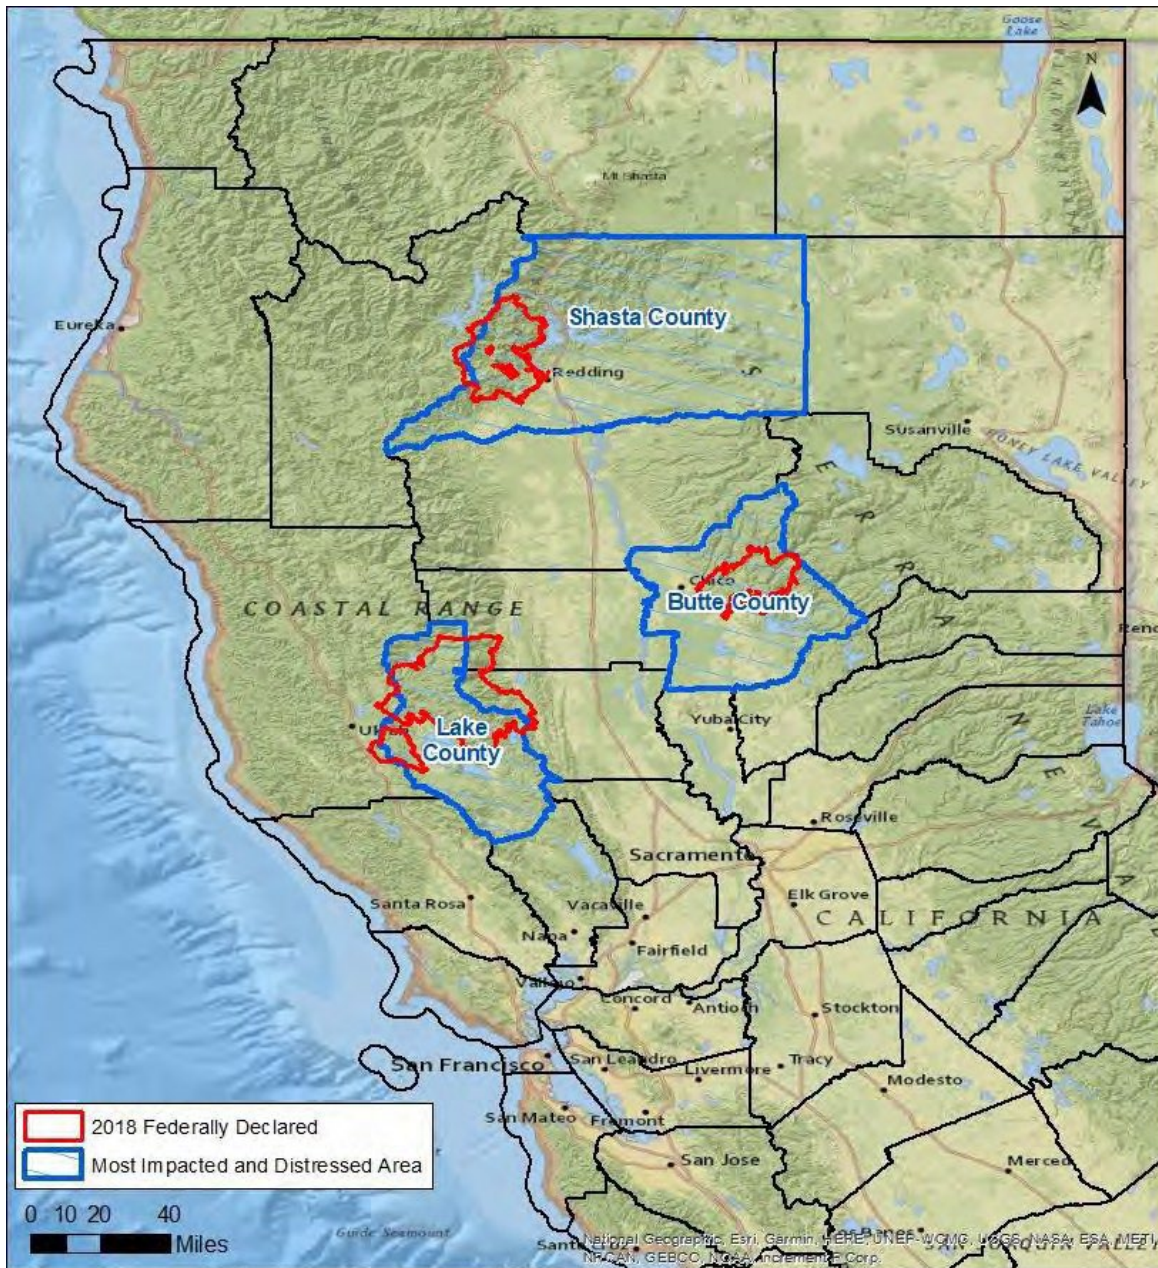 Goose
Lake
N
Mt Shasta
Eureka
Shasta County
Redding
S
Susanville
HONEY LAKE VALLEY
E
R
R
A
Chico
Butte County
COASTAL RANGE
Reno
Lake
County
Lake
Tahoe
N
E
V
A
Yuba City
Roseville
Sacramento
Elk Grove
CALIFORNIA
Santa Rosa
Vacaville
Napa
Fairfield
Vallejo
Concord
Antioch
Stockton
San Francisco
San Leandro
Livermore
Tracy
Modesto
San Mateo
Fremont
San Jose
Merced
2018 Federally Declared
Most Impacted and Distressed Area
0 10 20 40
Miles
Guide Seamount
National Geographic, Esri, Garmin, HERE, UNEP-WCMC, USGS, NASA, ESA, METI,
NRCAN, GEBCO, NOAA, Increment P Corp.